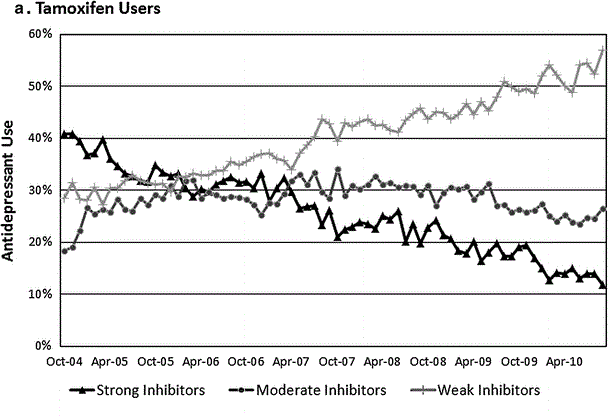 a. Tamoxifen Users
60%
50%
40%
30%
20%
10%
0%
Antidepressant Use
Oct-04 Apr-05 Oct-05 Apr-06 Oct-06 Apr-07 Oct-07 Apr-08 Oct-08 Apr-09 Oct-09 Apr-10
Strong Inhibitors Moderate Inhibitors Weak Inhibitors